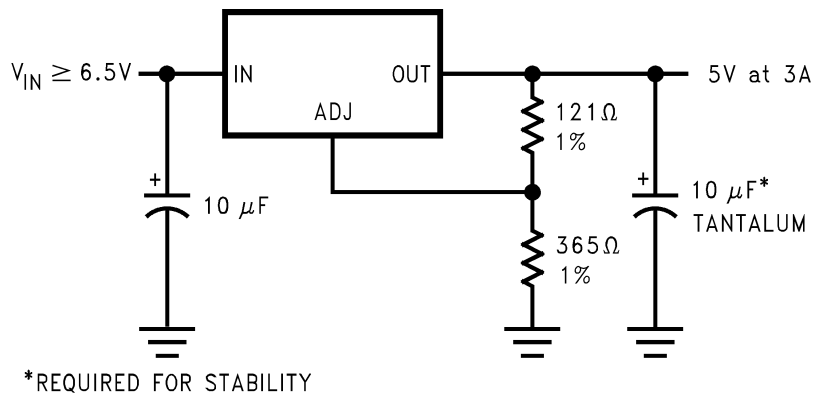 VIN ≥ 6.5V
IN
OUT
5V at 3A
ADJ
121Ω
1%
+
10 μF
+
10 μF*
TANTALUM
365Ω
1%
*REQUIRED FOR STABILITY